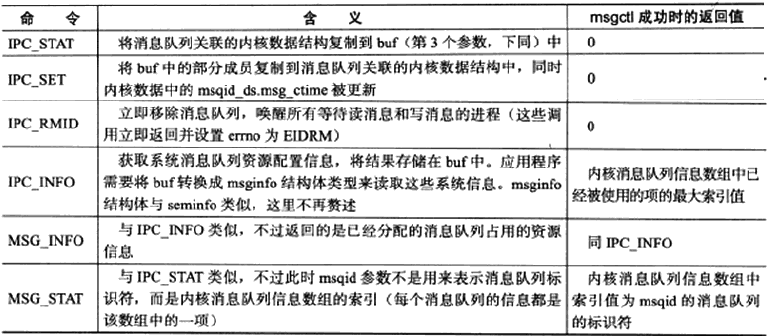 命 令 含 义 msgctl 成功时的返回值
IPC_STAT 将消息队列关联的内核数据结构复制到 buf（第 3 个参数，下同）中 0
将 buf 中的部分成员复制到消息队列关联的内核数据结构中，同时
IPC_SET 0
内核数据中的 msqid_ds.msg_ctime 被更新
立即移除消息队列，唤醒所有等待读消息和写消息的进程（这些调
IPC_RMID 0
用立即返回并设置 errno 为 EIDRM）
获取系统消息队列资源配置信息，将结果存储在 buf 中。应用程序
IPC_INFO 需要将 buf 转换成 msginfo 结构体类型来读取这些系统信息。msginfo
结构体与 seminfo 类似，这里不再赘述
内核消息队列信息数组中已
经被使用的项的最大索引值
与 IPC_INFO 类似，不过返回的是已经分配的消息队列占用的资源
MSG_INFO 同 IPC_INFO
信息
与 IPC_STAT 类似，不过此时 msqid 参数不是用来表示消息队列标
MSG_STAT 识符，而是内核消息队列信息数组的索引（每个消息队列的信息都是
该数组中的一项）
内核消息队列信息数组中
索引值为 msqid 的消息队列
的标识符